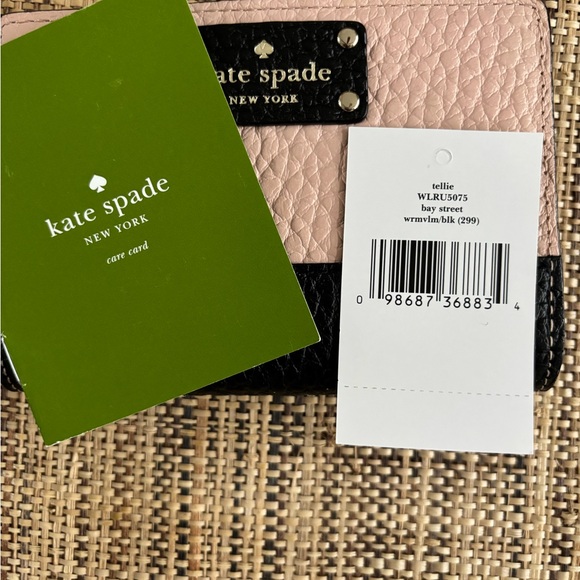 ate spade
NEW YORK
kate spade
NEW YORK
care card
tellie
WLRU5075
bay street
wrmvlm/blk (299)
0 98687 36883 4